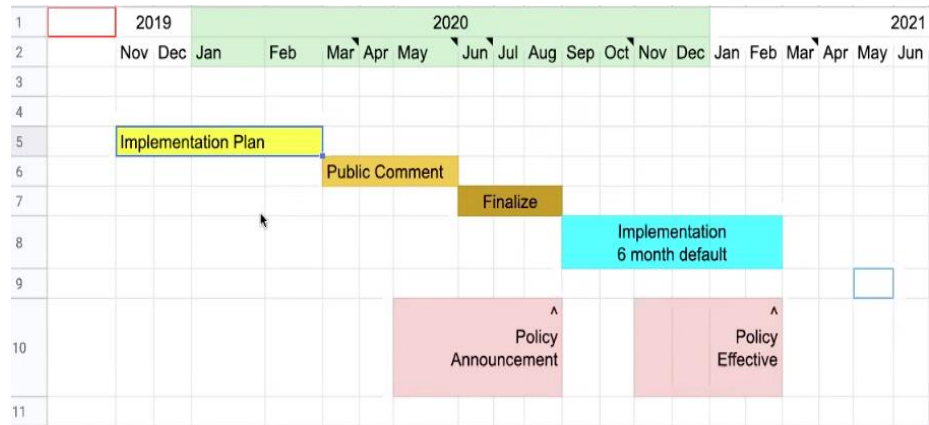 1 2019 2020 2021
2 Nov Dec Jan Feb Mar Apr May Jun Jul Aug Sep Oct Nov Dec Jan Feb Mar Apr May Jun
3
4
5 Implementation Plan
6 Public Comment
7 Finalize
8 Implementation
6 month default
9
^ ^
Policy Policy
10 Announcement Effective
11